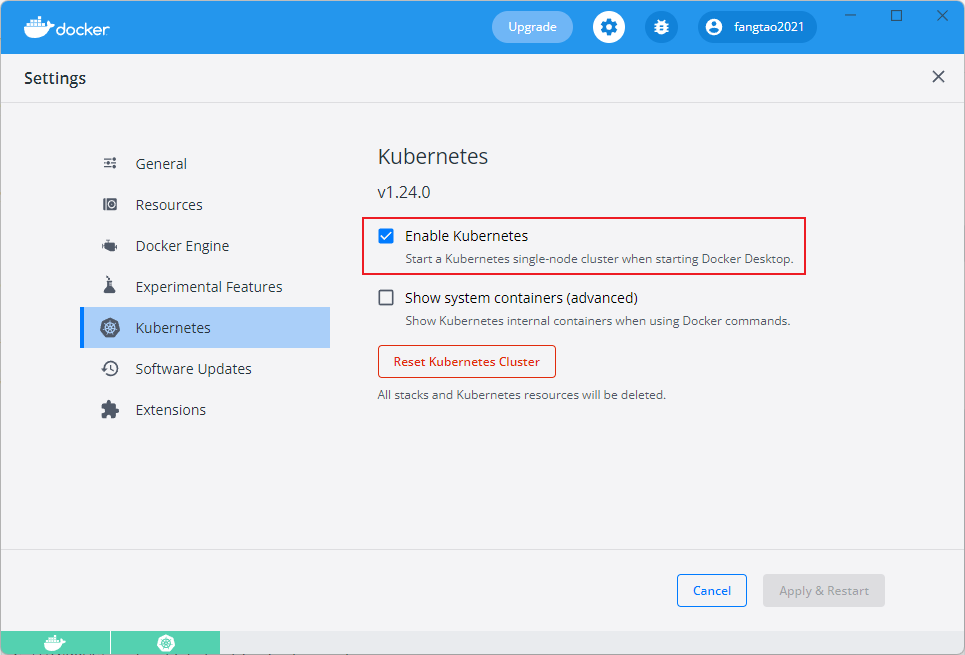 docker
Upgrade
fangtao2021
Settings
General
Resources
Docker Engine
Experimental Features
Kubernetes
Software Updates
Extensions
Kubernetes
v1.24.0
Enable Kubernetes
Start a Kubernetes single-node cluster when starting Docker Desktop.
Show system containers (advanced)
Show Kubernetes internal containers when using Docker commands.
Reset Kubernetes Cluster
All stacks and Kubernetes resources will be deleted.
Cancel
Apply & Restart